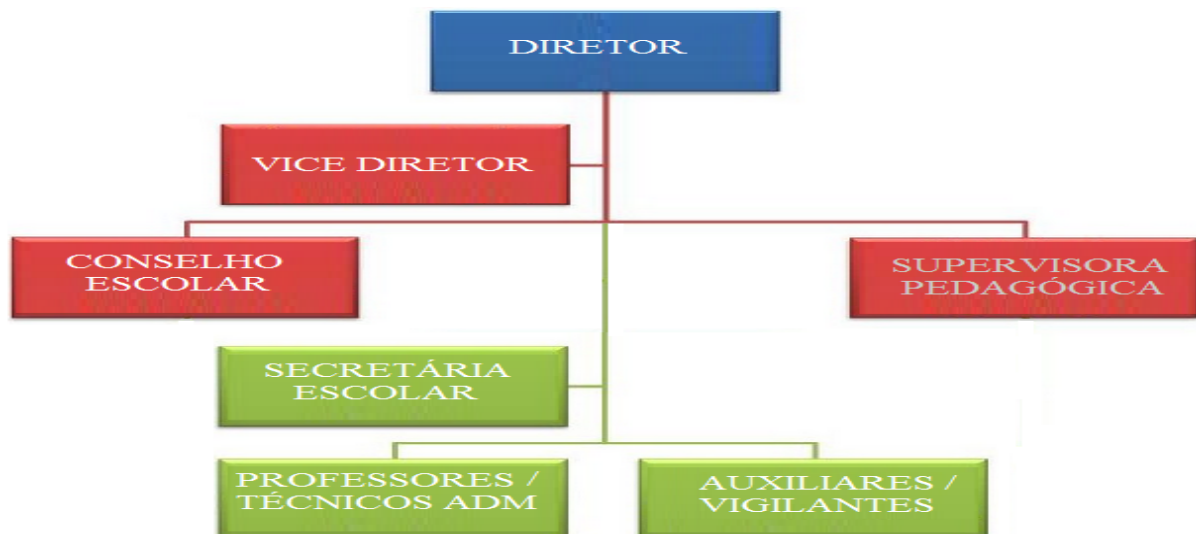 DIRETOR
VICE DIRETOR
CONSELHO
ESCOLAR
SUPERVISORA
PEDAGÓGICA
SECRETÁRIA
ESCOLAR
PROFESSORES /
TÉCNICOS ADM
AUXILIARES /
VIGILANTES